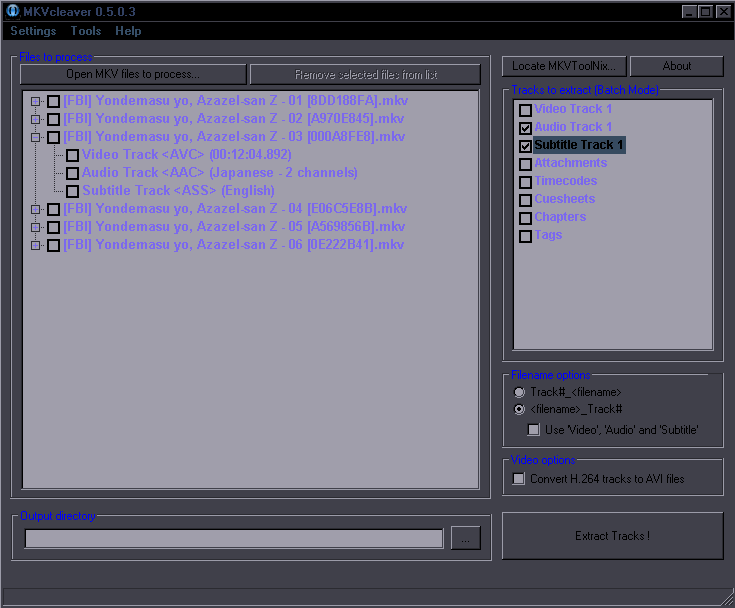 MKVcleaver 0.5.0.3
Settings Tools Help
Files to process
Open MKV files to process... Remove selected files from list
[FBI] Yondemasu yo, Azazel-san Z - 01 [8DD188FA].mkv
[FBI] Yondemasu yo, Azazel-san Z - 02 [A970E845].mkv
[FBI] Yondemasu yo, Azazel-san Z - 03 [000A8FE8].mkv
Video Track <AVC> (00:12:04.892)
Audio Track <AAC> (Japanese - 2 channels)
Subtitle Track <ASS> (English)
[FBI] Yondemasu yo, Azazel-san Z - 04 [E06C5E8B].mkv
[FBI] Yondemasu yo, Azazel-san Z - 05 [A569856B].mkv
[FBI] Yondemasu yo, Azazel-san Z - 06 [0E222B41].mkv
Output directory
...
Locate MKVToolNix... About
Tracks to extract (Batch Mode)
Video Track 1
Audio Track 1
Subtitle Track 1
Attachments
Timecodes
Cuesheets
Chapters
Tags
Filename options
Track#_<filename>
<filename>_Track#
Use 'Video', 'Audio' and 'Subtitle'
Video options
Convert H.264 tracks to AVI files
Extract Tracks !